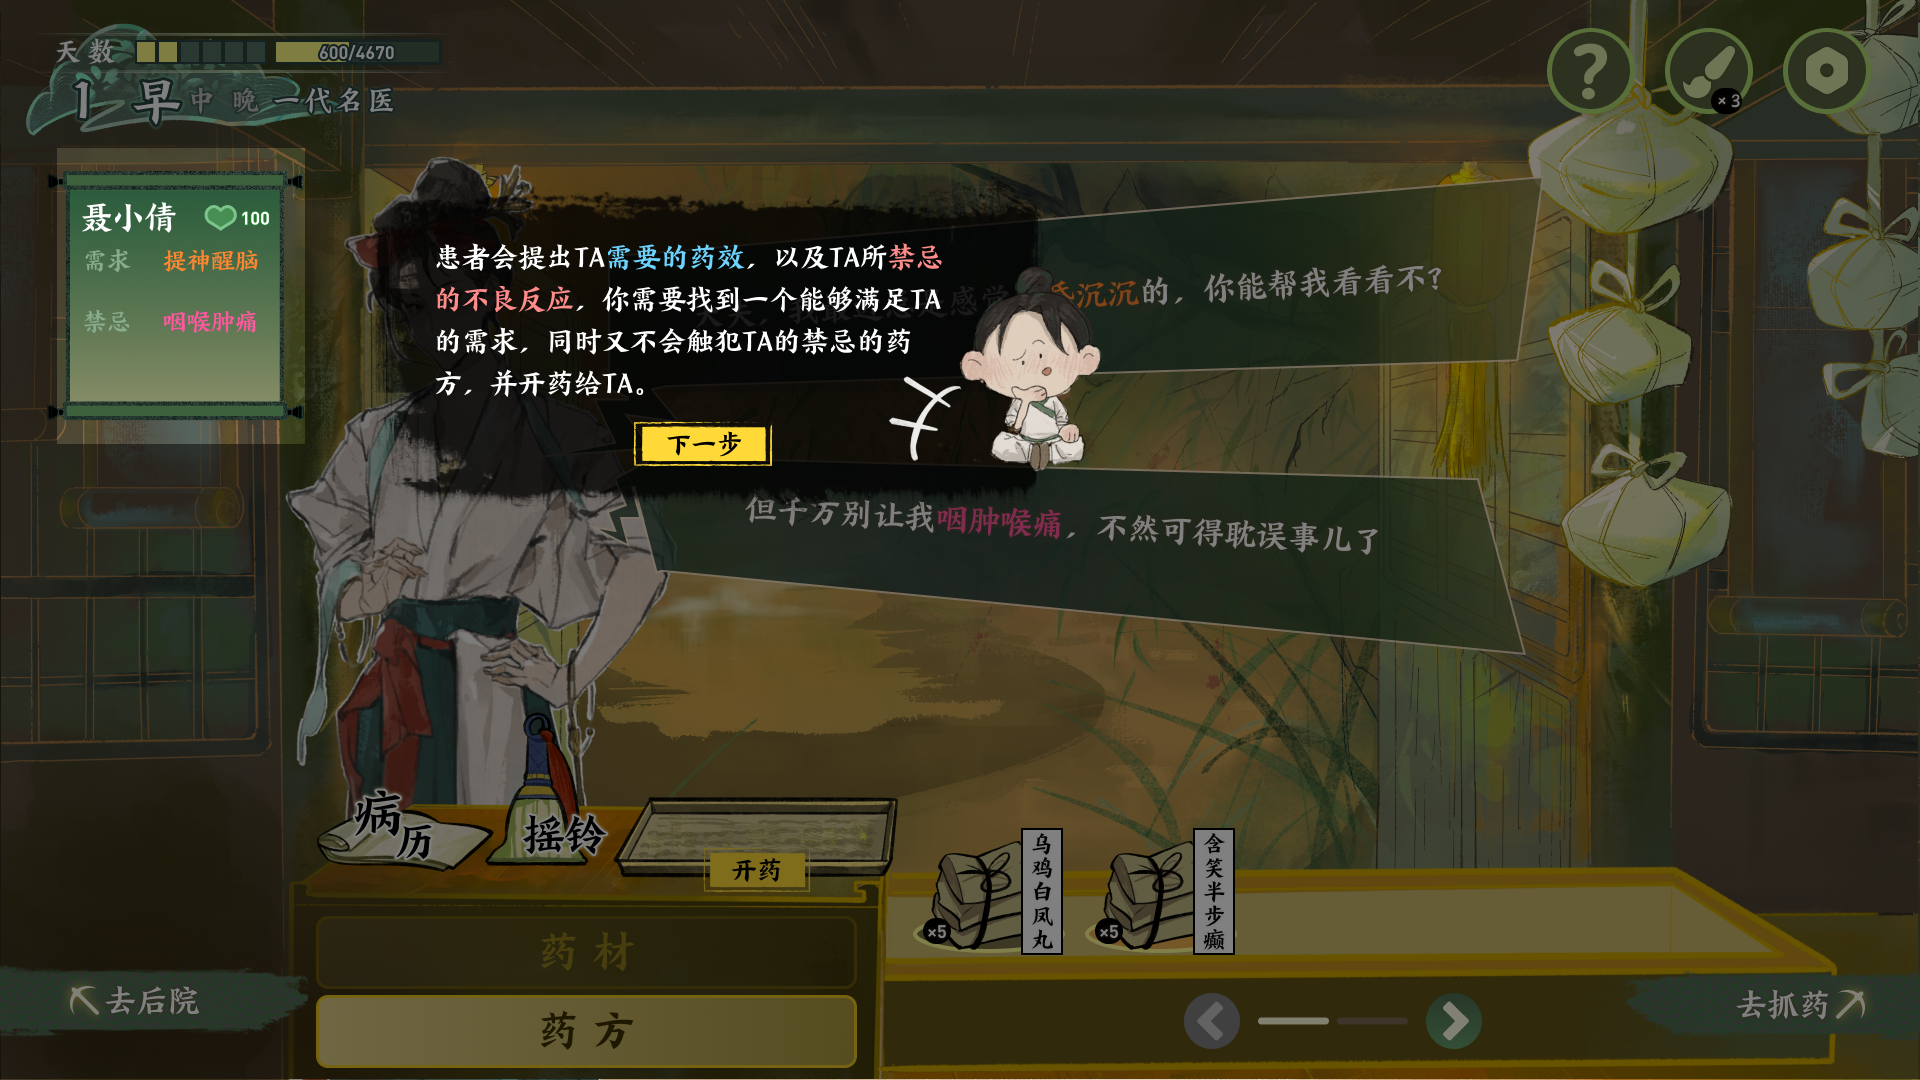 天数
600/4670
1 早 中 晚 一代名医
×3
聂小倩 100
需求 提神醒脑
禁忌 咽喉肿痛
患者会提出TA需要的药效，以及TA所禁忌
的不良反应，你需要找到一个能够满足TA
的需求，同时又不会触犯TA的禁忌的药
方，并开药给TA。
下一步
沉沉的，你能帮我看看不？
但千万别让我咽肿喉痛，不然可得耽误事儿了
病历
摇铃
开药
乌鸡白凤丸
×5
含笑半步癫
×5
药材
药方
去后院
去抓药